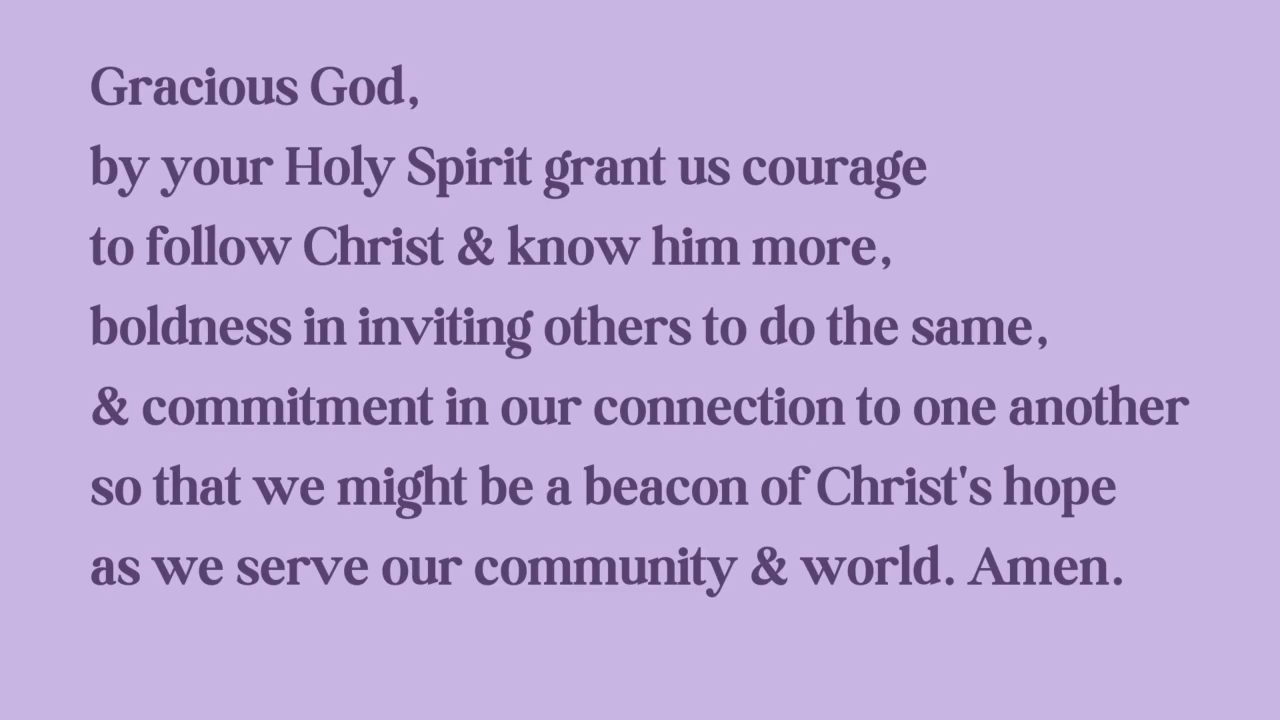 Gracious God,
by your Holy Spirit grant us courage
to follow Christ & know him more,
boldness in inviting others to do the same,
& commitment in our connection to one another
so that we might be a beacon of Christ's hope
as we serve our community & world. Amen.